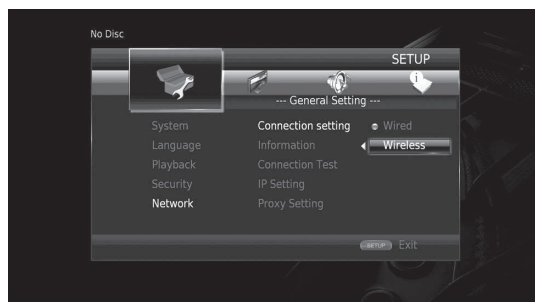 No Disc
SETUP
--- General Setting ---
System
Language
Playback
Security
Network
Connection setting
Information
Connection Test
IP Setting
Proxy Setting
Wired
Wireless
SETUP Exit